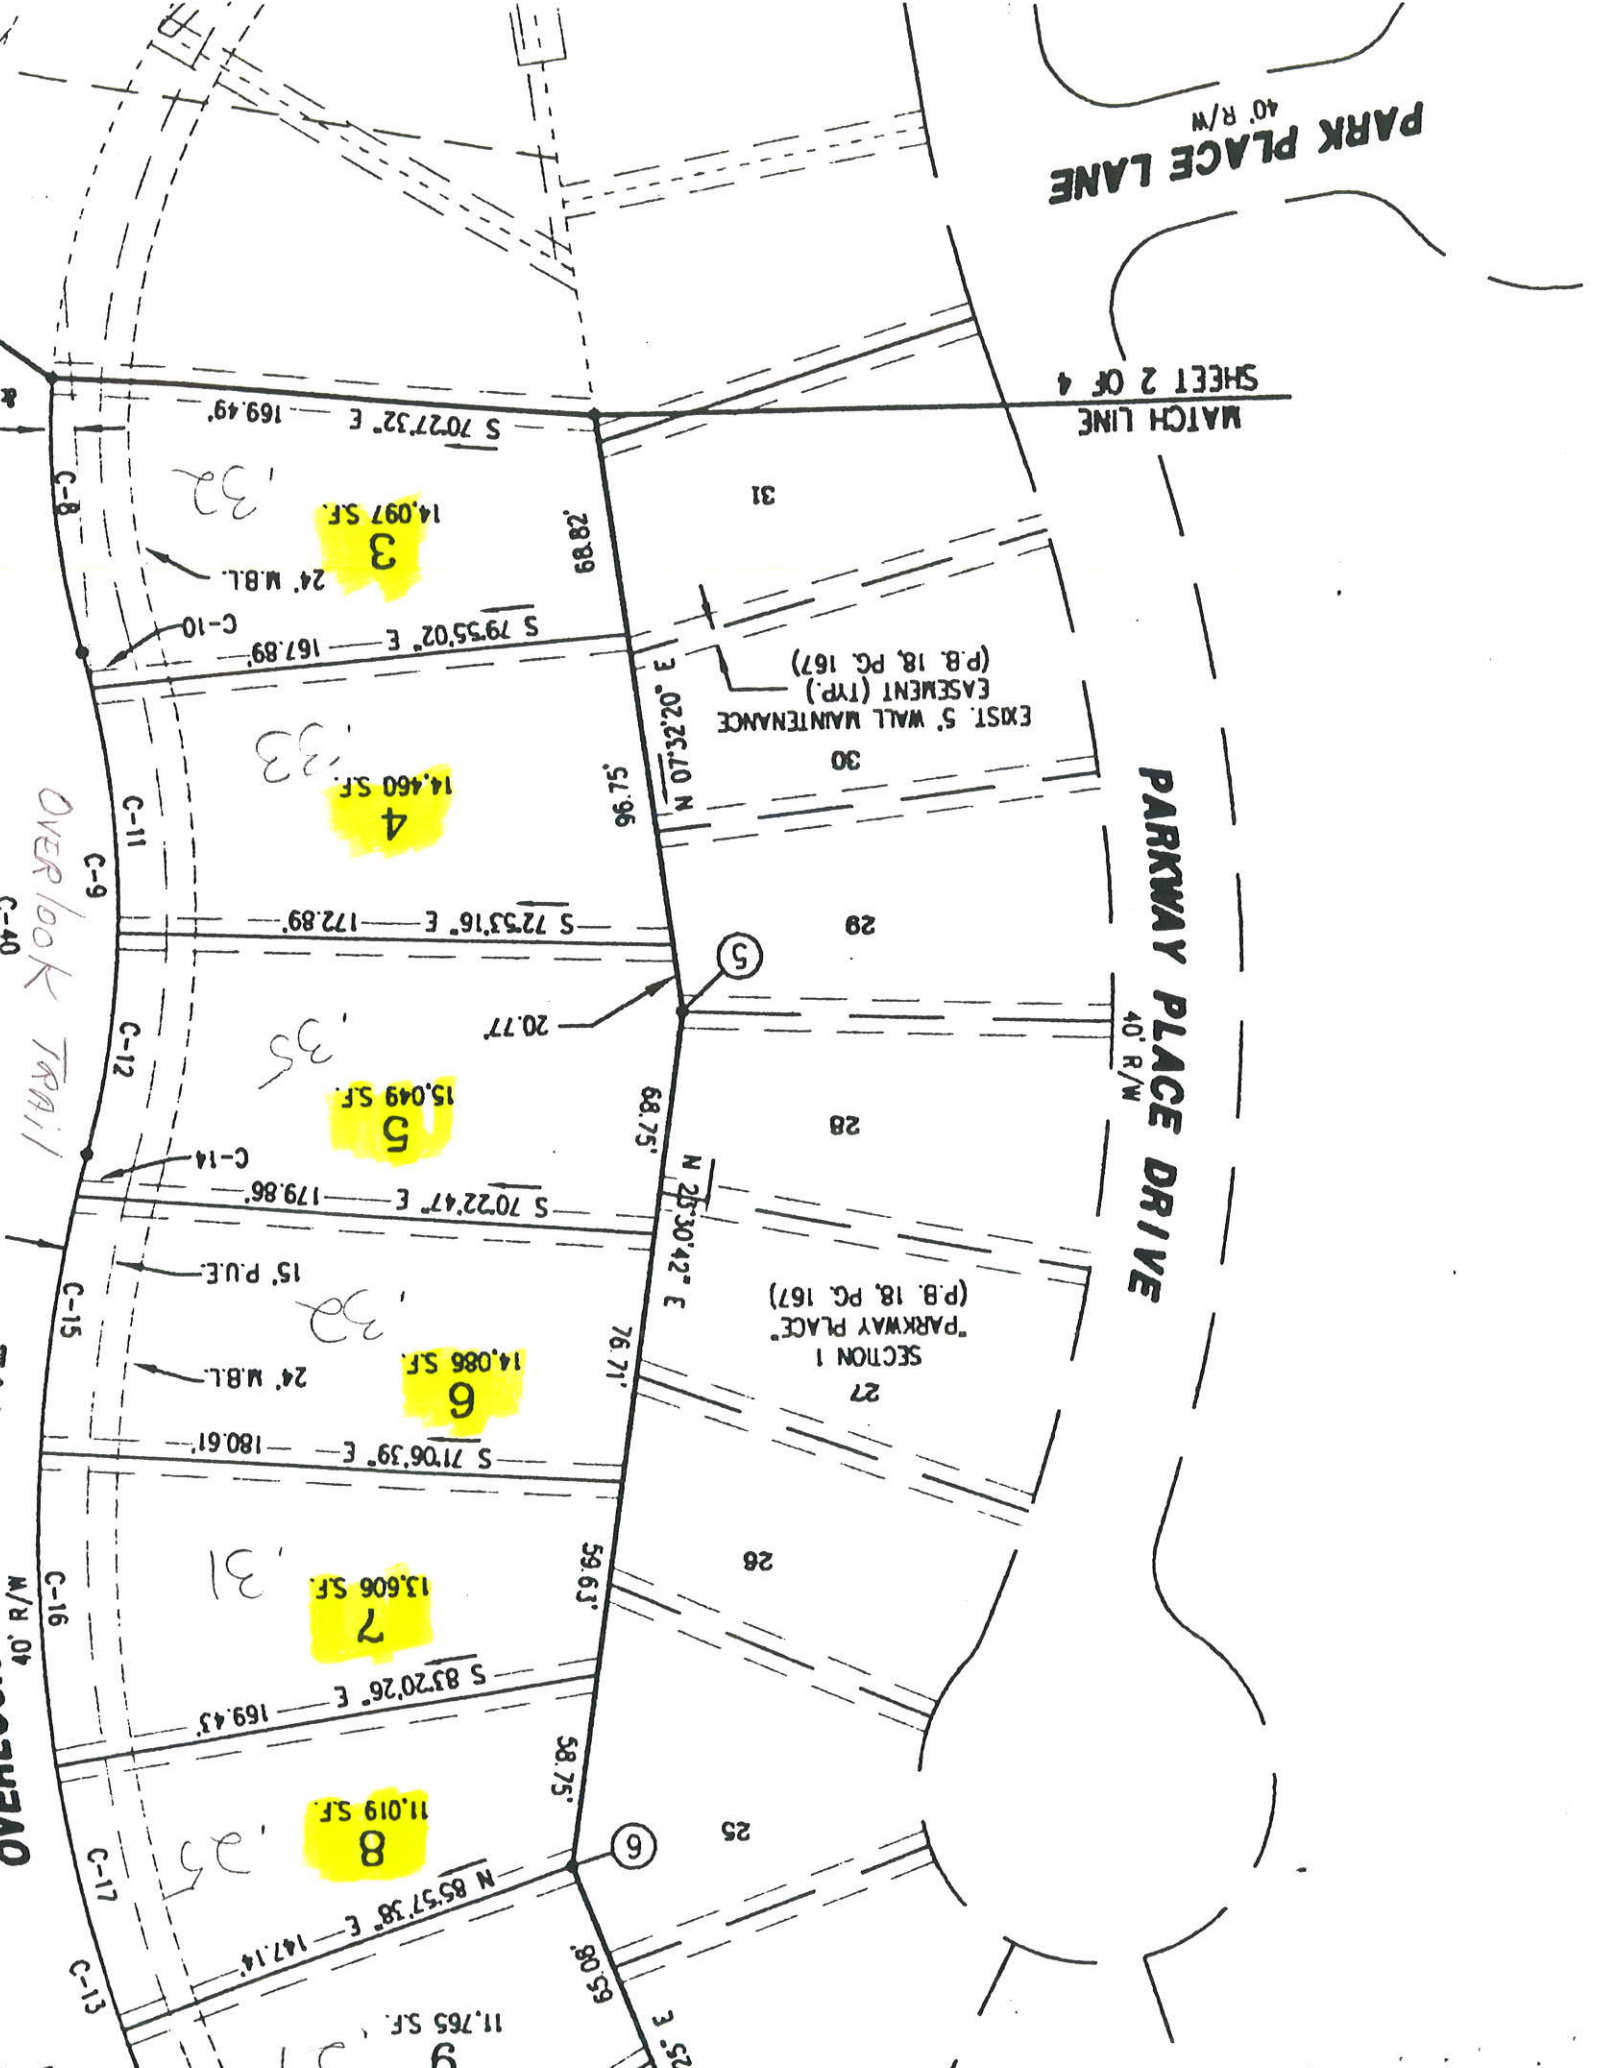 PARK PLACE LANE
40' R/W
SHEET 2 OF 4
MATCH LINE
S 70°27'32" E 169.49'
C-8
.32
3
14,097 S.F.
24' M.B.L.
68.82'
31
C-10
S 79°55'02" E 167.89'
EXIST. 5' WALL MAINTENANCE
EASEMENT (TYP.)
(P.B. 18, PG. 167)
N 07°32'20" E
96.75'
30
.33
4
14,460 S.F.
C-11
C-9
OVERlOOK TRAil
C-40
S 72°53'16" E 172.89'
29
5
20.77'
PARKWAY PLACE DRIVE
40' R/W
C-12
.35
5
15,049 S.F.
68.75'
28
C-14
S 70°22'47" E 179.86'
N 25°30'42" E
15' P.U.E.
C-15
.32
6
14,086 S.F.
24' M.B.L.
76.71'
27
SECTION 1
"PARKWAY PLACE"
(P.B. 18, PG. 167)
S 71°06'39" E 180.61'
C-16
40' R/W
.31
7
13,606 S.F.
59.63'
26
S 83°20'26" E 169.43'
58.75'
C-17
.25
8
11,019 S.F.
6
25
N 85°57'38" E 147.14'
C-13
65.08'
25" E
9
11,765 S.F.